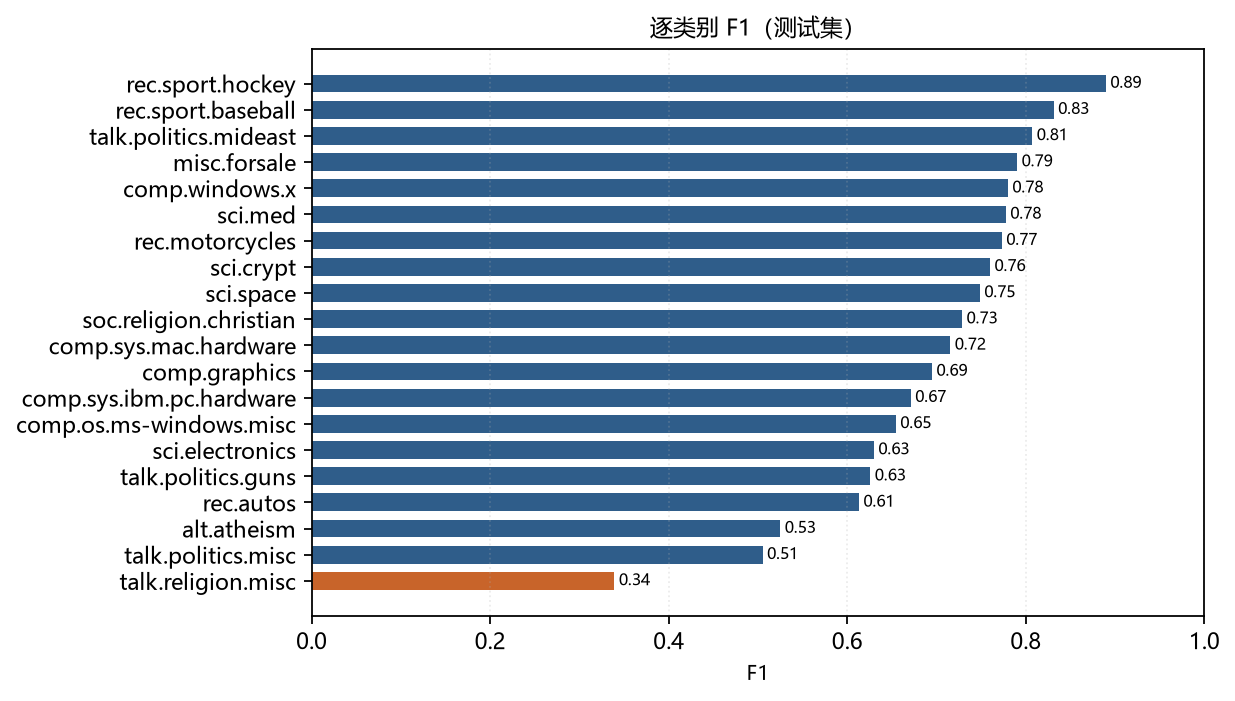 逐类别 F1（测试集）
rec.sport.hockey 0.89
rec.sport.baseball 0.83
talk.politics.mideast 0.81
misc.forsale 0.79
comp.windows.x 0.78
sci.med 0.78
rec.motorcycles 0.77
sci.crypt 0.76
sci.space 0.75
soc.religion.christian 0.73
comp.sys.mac.hardware 0.72
comp.graphics 0.69
comp.sys.ibm.pc.hardware 0.67
comp.os.ms-windows.misc 0.65
sci.electronics 0.63
talk.politics.guns 0.63
rec.autos 0.61
alt.atheism 0.53
talk.politics.misc 0.51
talk.religion.misc 0.34
0.0 0.2 0.4 0.6 0.8 1.0
F1